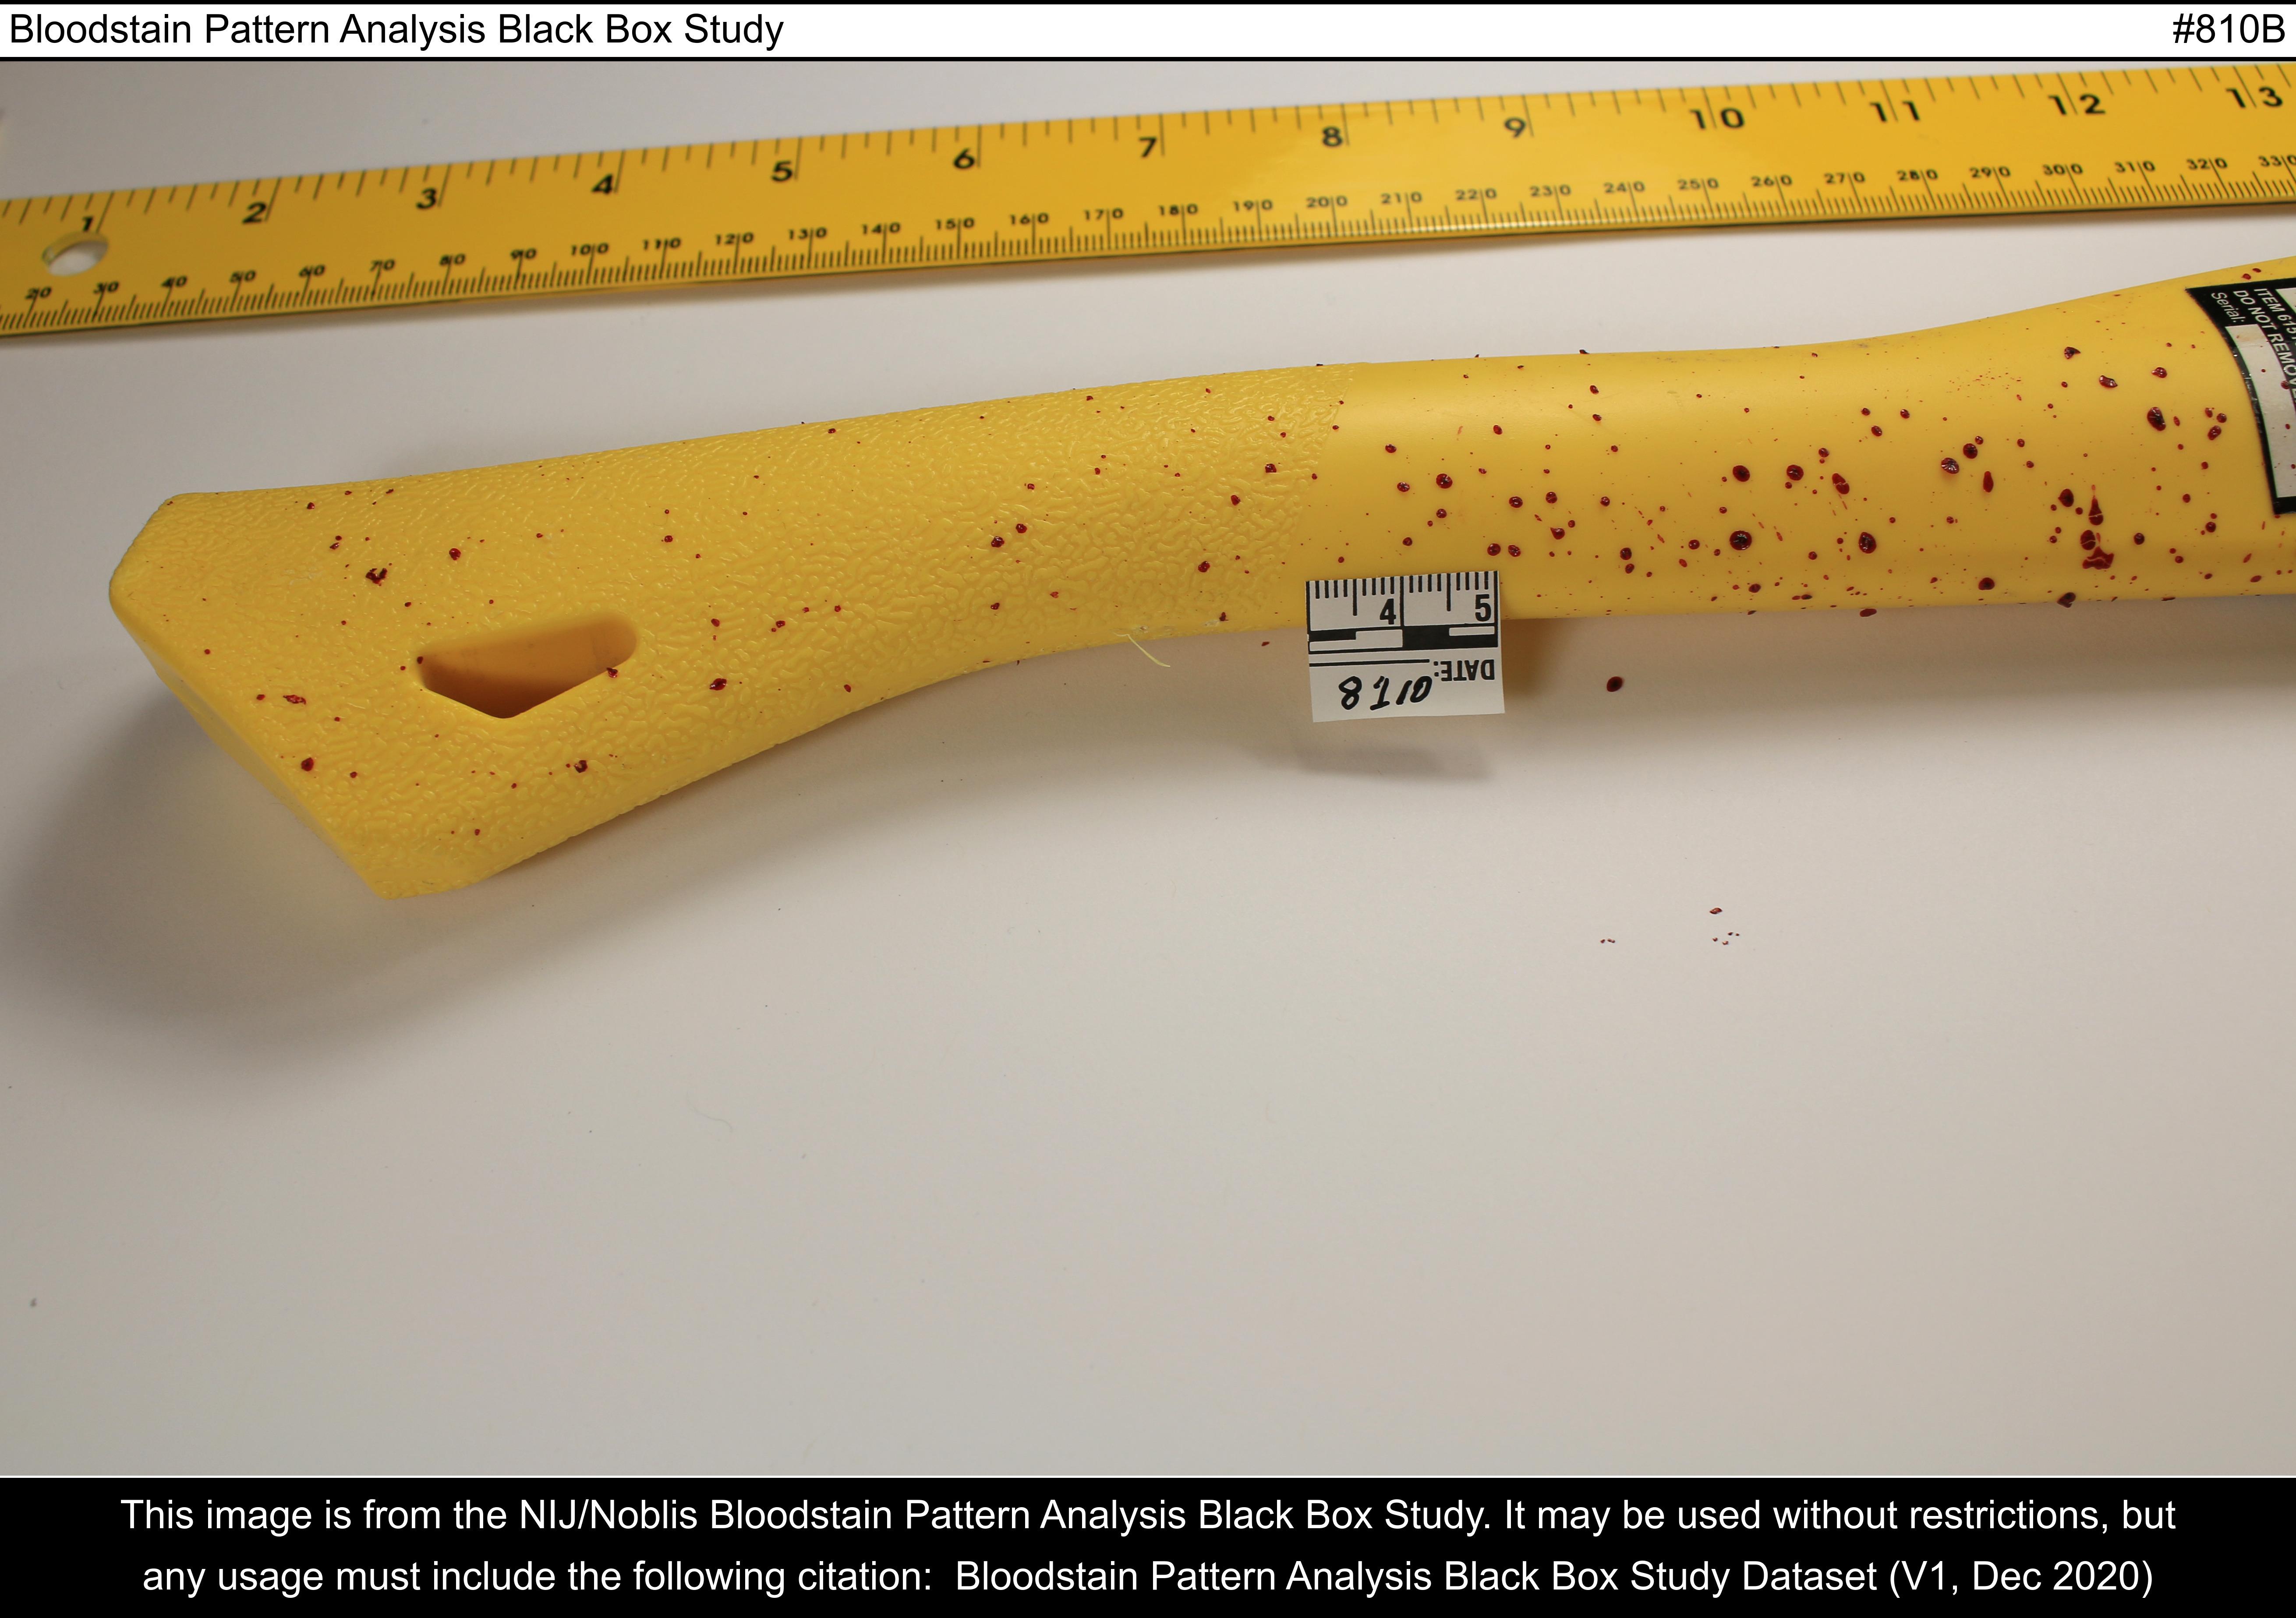 Bloodstain Pattern Analysis Black Box Study #810B
1 2 3 4 5 6 7 8 9 10 11 12 13
20 30 40 50 60 70 80 90 100 110 120 130 140 150 160 170 180 190 200 210 220 230 240 250 260 270 280 290 300 310 320 330
ITEM 615
DO NOT REMOV
Serial:
4 5
DATE:
This image is from the NIJ/Noblis Bloodstain Pattern Analysis Black Box Study. It may be used without restrictions, but
any usage must include the following citation: Bloodstain Pattern Analysis Black Box Study Dataset (V1, Dec 2020)